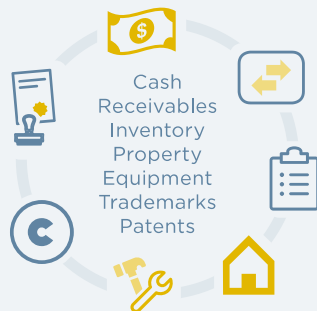 $
Cash
Receivables
Inventory
Property
Equipment
Trademarks
Patents
C